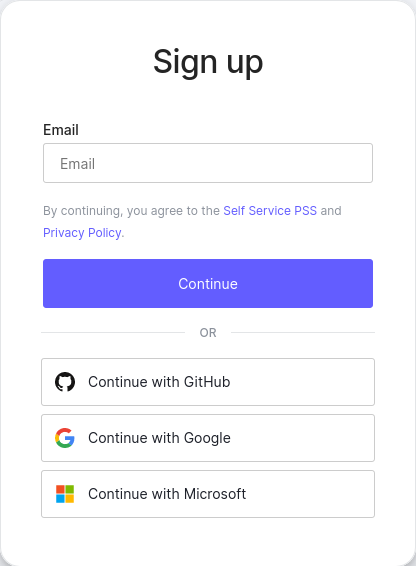 Sign up
Email
Email
By continuing, you agree to the Self Service PSS and
Privacy Policy.
Continue
OR
Continue with GitHub
Continue with Google
Continue with Microsoft